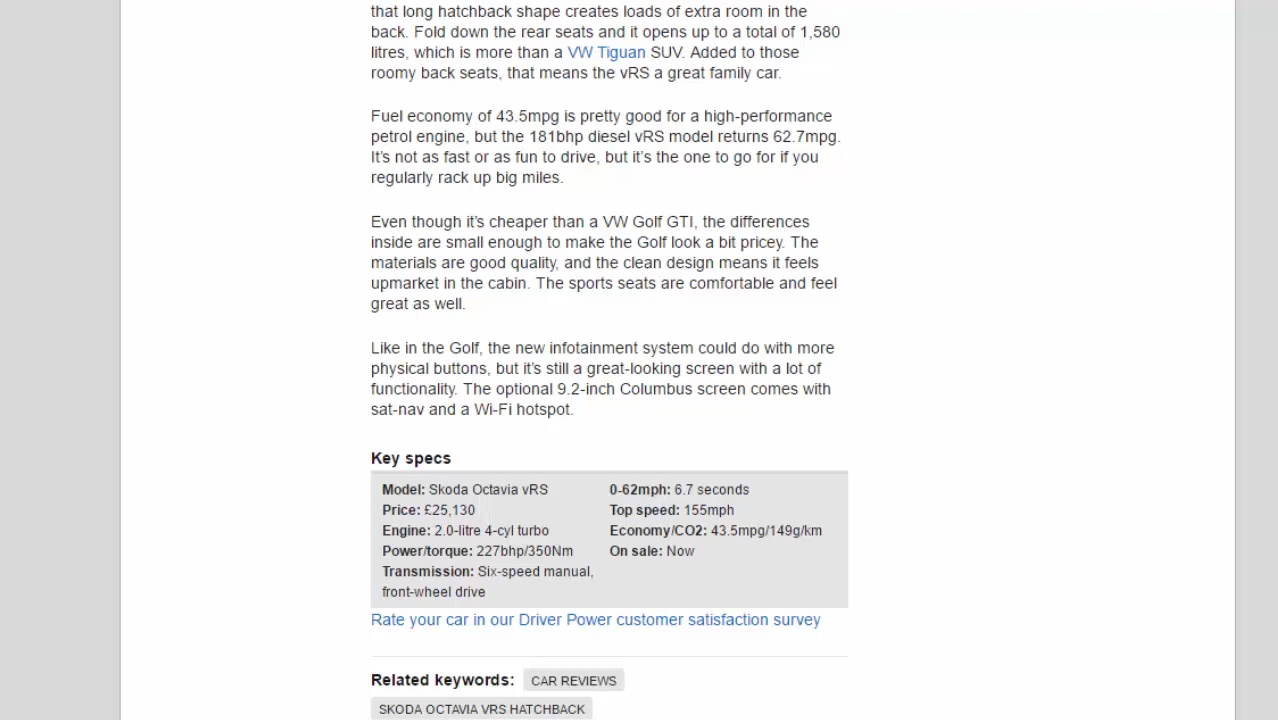 that long hatchback shape creates loads of extra room in the
back. Fold down the rear seats and it opens up to a total of 1,580
litres, which is more than a VW Tiguan SUV. Added to those
roomy back seats, that means the vRS a great family car.
Fuel economy of 43.5mpg is pretty good for a high-performance
petrol engine, but the 181bhp diesel vRS model returns 62.7mpg.
It's not as fast or as fun to drive, but it's the one to go for if you
regularly rack up big miles.
Even though it's cheaper than a VW Golf GTI, the differences
inside are small enough to make the Golf look a bit pricey. The
materials are good quality, and the clean design means it feels
upmarket in the cabin. The sports seats are comfortable and feel
great as well.
Like in the Golf, the new infotainment system could do with more
physical buttons, but it's still a great-looking screen with a lot of
functionality. The optional 9.2-inch Columbus screen comes with
sat-nav and a Wi-Fi hotspot.
Key specs
Model: Skoda Octavia vRS
Price: £25,130
Engine: 2.0-litre 4-cyl turbo
Power/torque: 227bhp/350Nm
Transmission: Six-speed manual,
front-wheel drive
0-62mph: 6.7 seconds
Top speed: 155mph
Economy/CO2: 43.5mpg/149g/km
On sale: Now
Rate your car in our Driver Power customer satisfaction survey
Related keywords: CAR REVIEWS
SKODA OCTAVIA VRS HATCHBACK